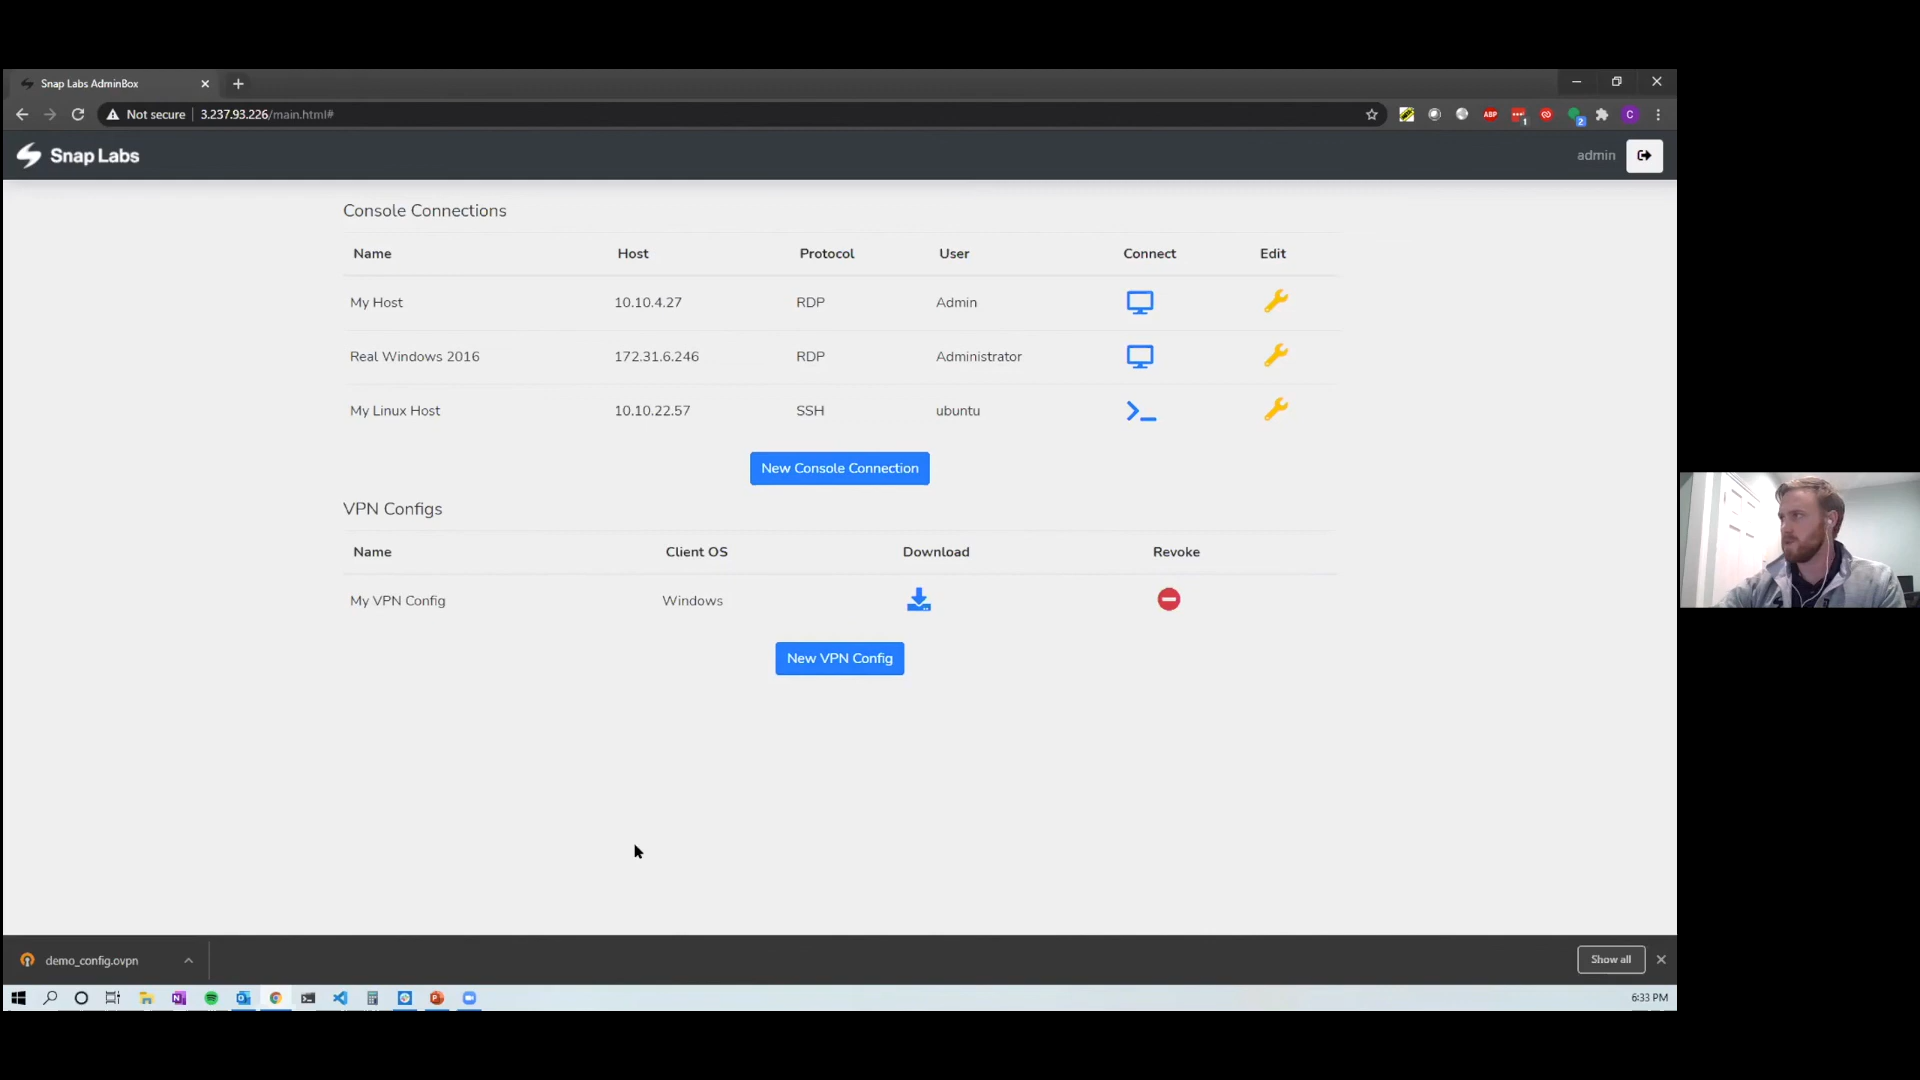 Snap Labs AdminBox
Not secure 3.237.93.226/main.html#
ABP
1
2
C
Snap Labs
admin
Console Connections
Name Host Protocol User Connect Edit
My Host 10.10.4.27 RDP Admin
Real Windows 2016 172.31.6.246 RDP Administrator
My Linux Host 10.10.22.57 SSH ubuntu
New Console Connection
VPN Configs
Name Client OS Download Revoke
My VPN Config Windows
New VPN Config
demo_config.ovpn
Show all
6:33 PM